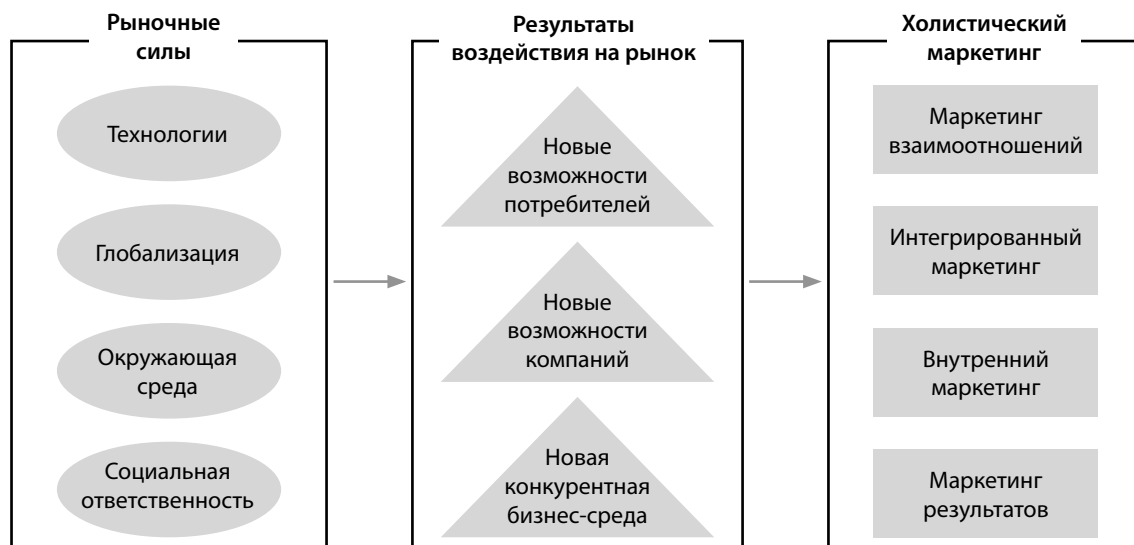 Рыночные
силы
Технологии
Глобализация
Окружающая
среда
Социальная
ответственность
Результаты
воздействия на рынок
Новые
возможности
потребителей
Новые
возможности
компаний
Новая
конкурентная
бизнес-среда
Холистический
маркетинг
Маркетинг
взаимоотношений
Интегрированный
маркетинг
Внутренний
маркетинг
Маркетинг
результатов